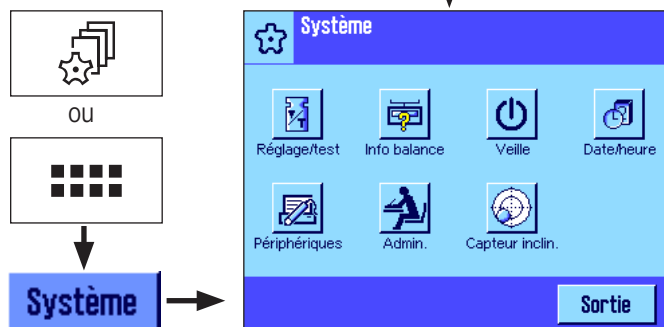 ou
Système
Système
Réglage/test
Info balance
Veille
Date/heure
Périphériques
Admin.
Capteur inclin.
Sortie